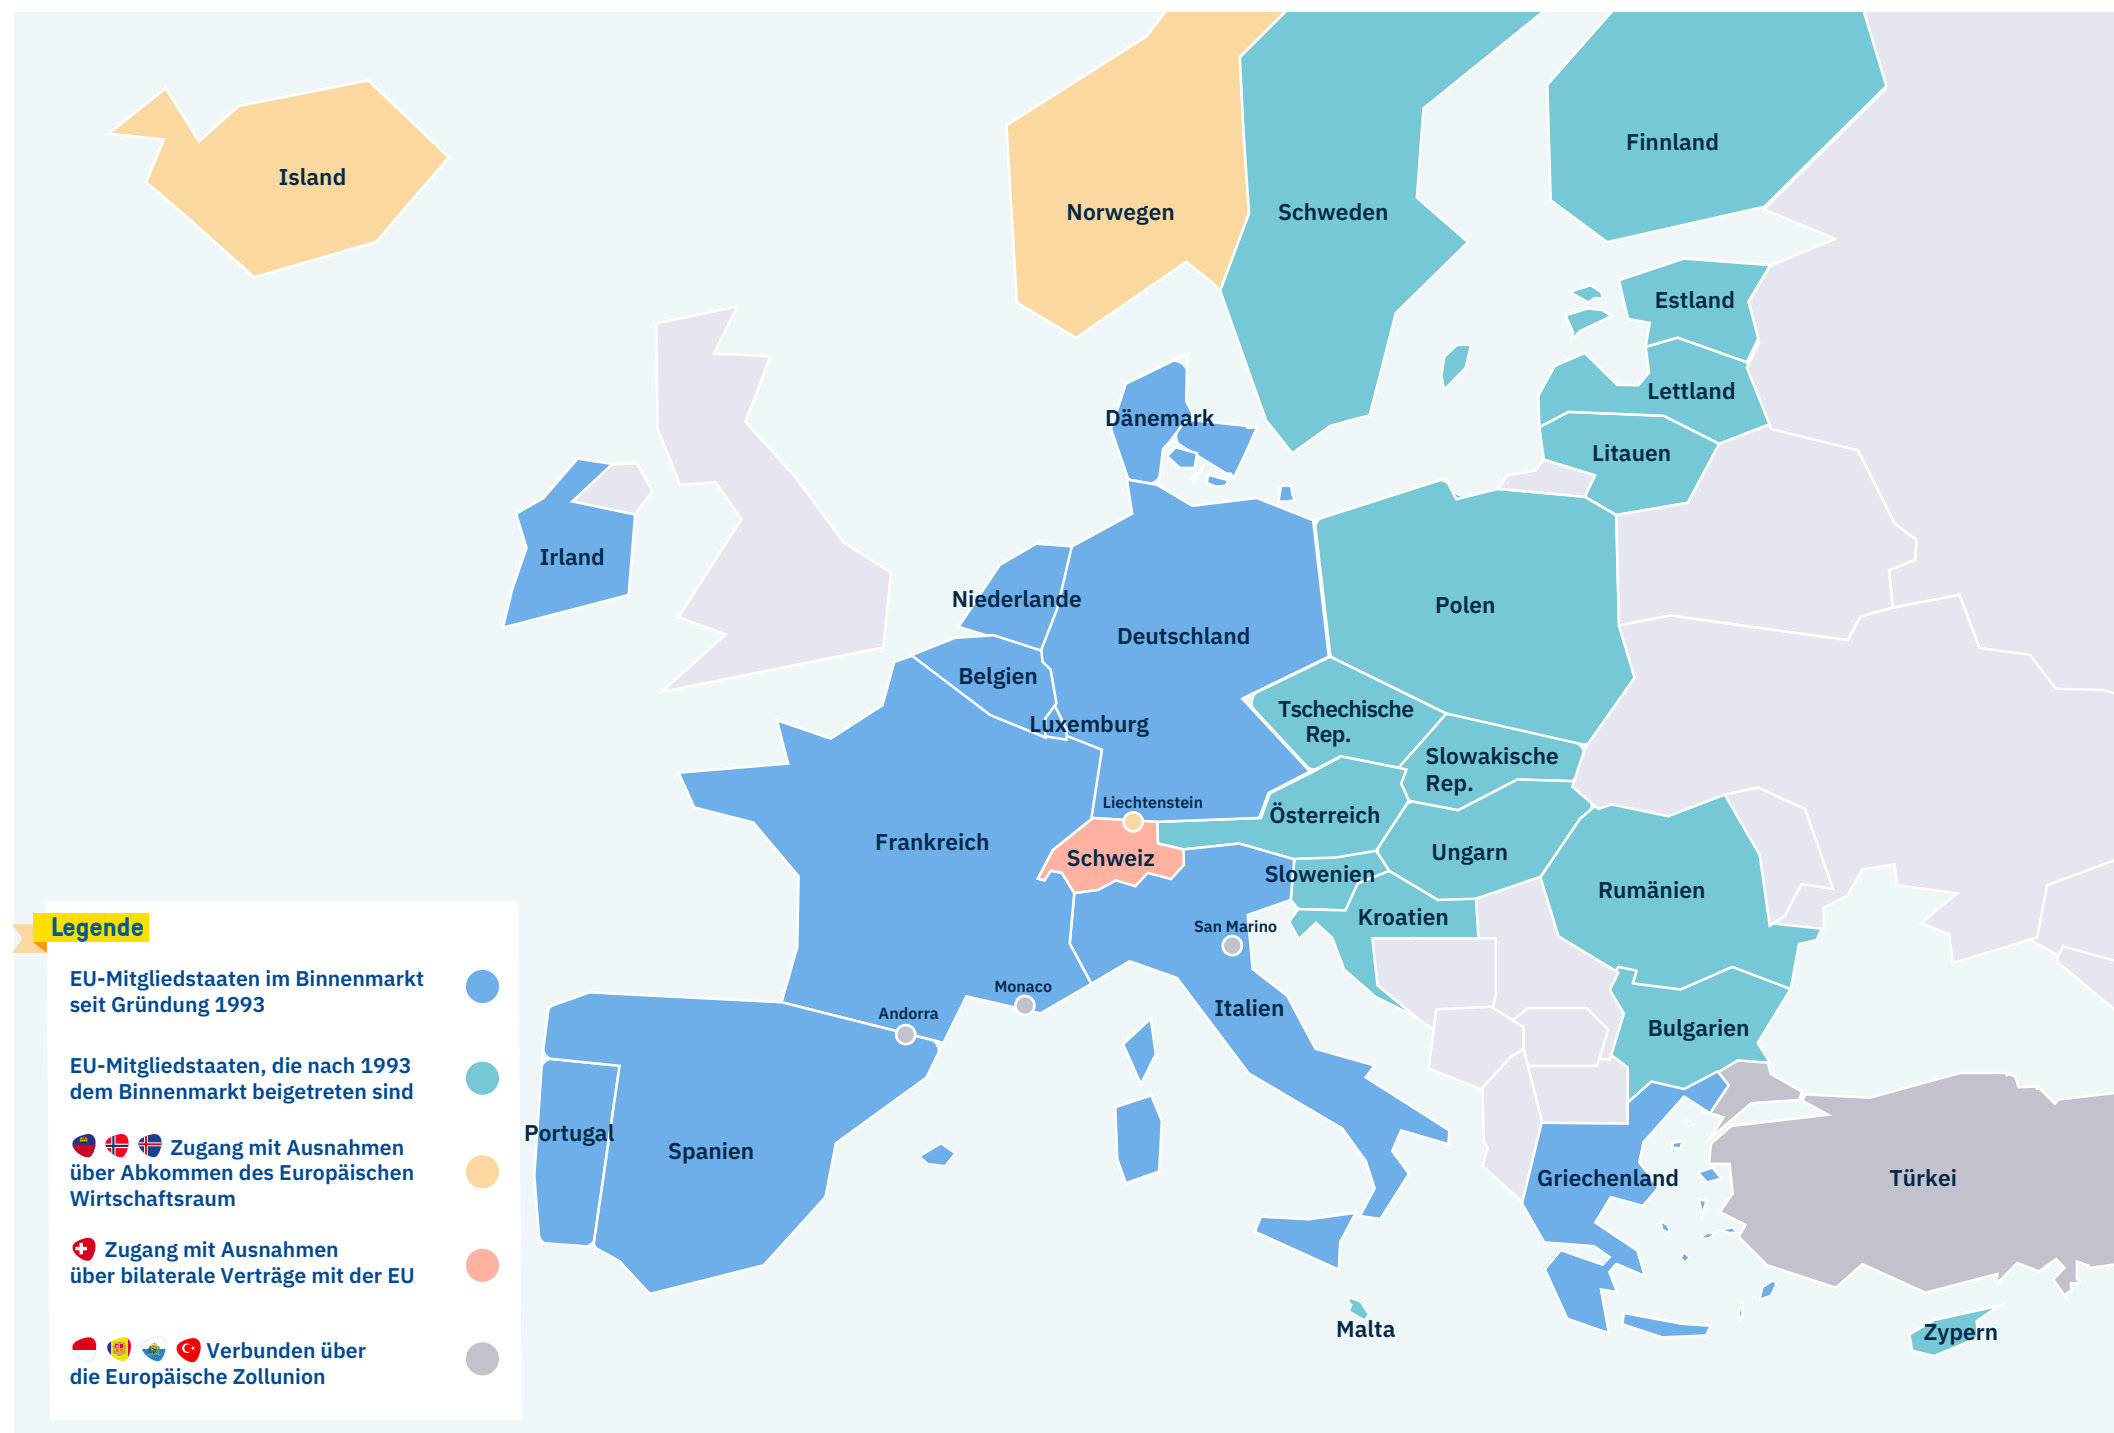 Island
Norwegen
Schweden
Finnland
Estland
Lettland
Litauen
Dänemark
Irland
Niederlande
Deutschland
Polen
Belgien
Luxemburg
Tschechische
Rep.
Slowakische
Rep.
Liechtenstein
Österreich
Frankreich
Schweiz
Ungarn
Slowenien
Rumänien
Kroatien
San Marino
Monaco
Andorra
Italien
Bulgarien
Portugal
Spanien
Griechenland
Türkei
Malta
Zypern
Legende
EU-Mitgliedstaaten im Binnenmarkt
seit Gründung 1993
EU-Mitgliedstaaten, die nach 1993
dem Binnenmarkt beigetreten sind
Zugang mit Ausnahmen
über Abkommen des Europäischen
Wirtschaftsraum
Zugang mit Ausnahmen
über bilaterale Verträge mit der EU
Verbunden über
die Europäische Zollunion